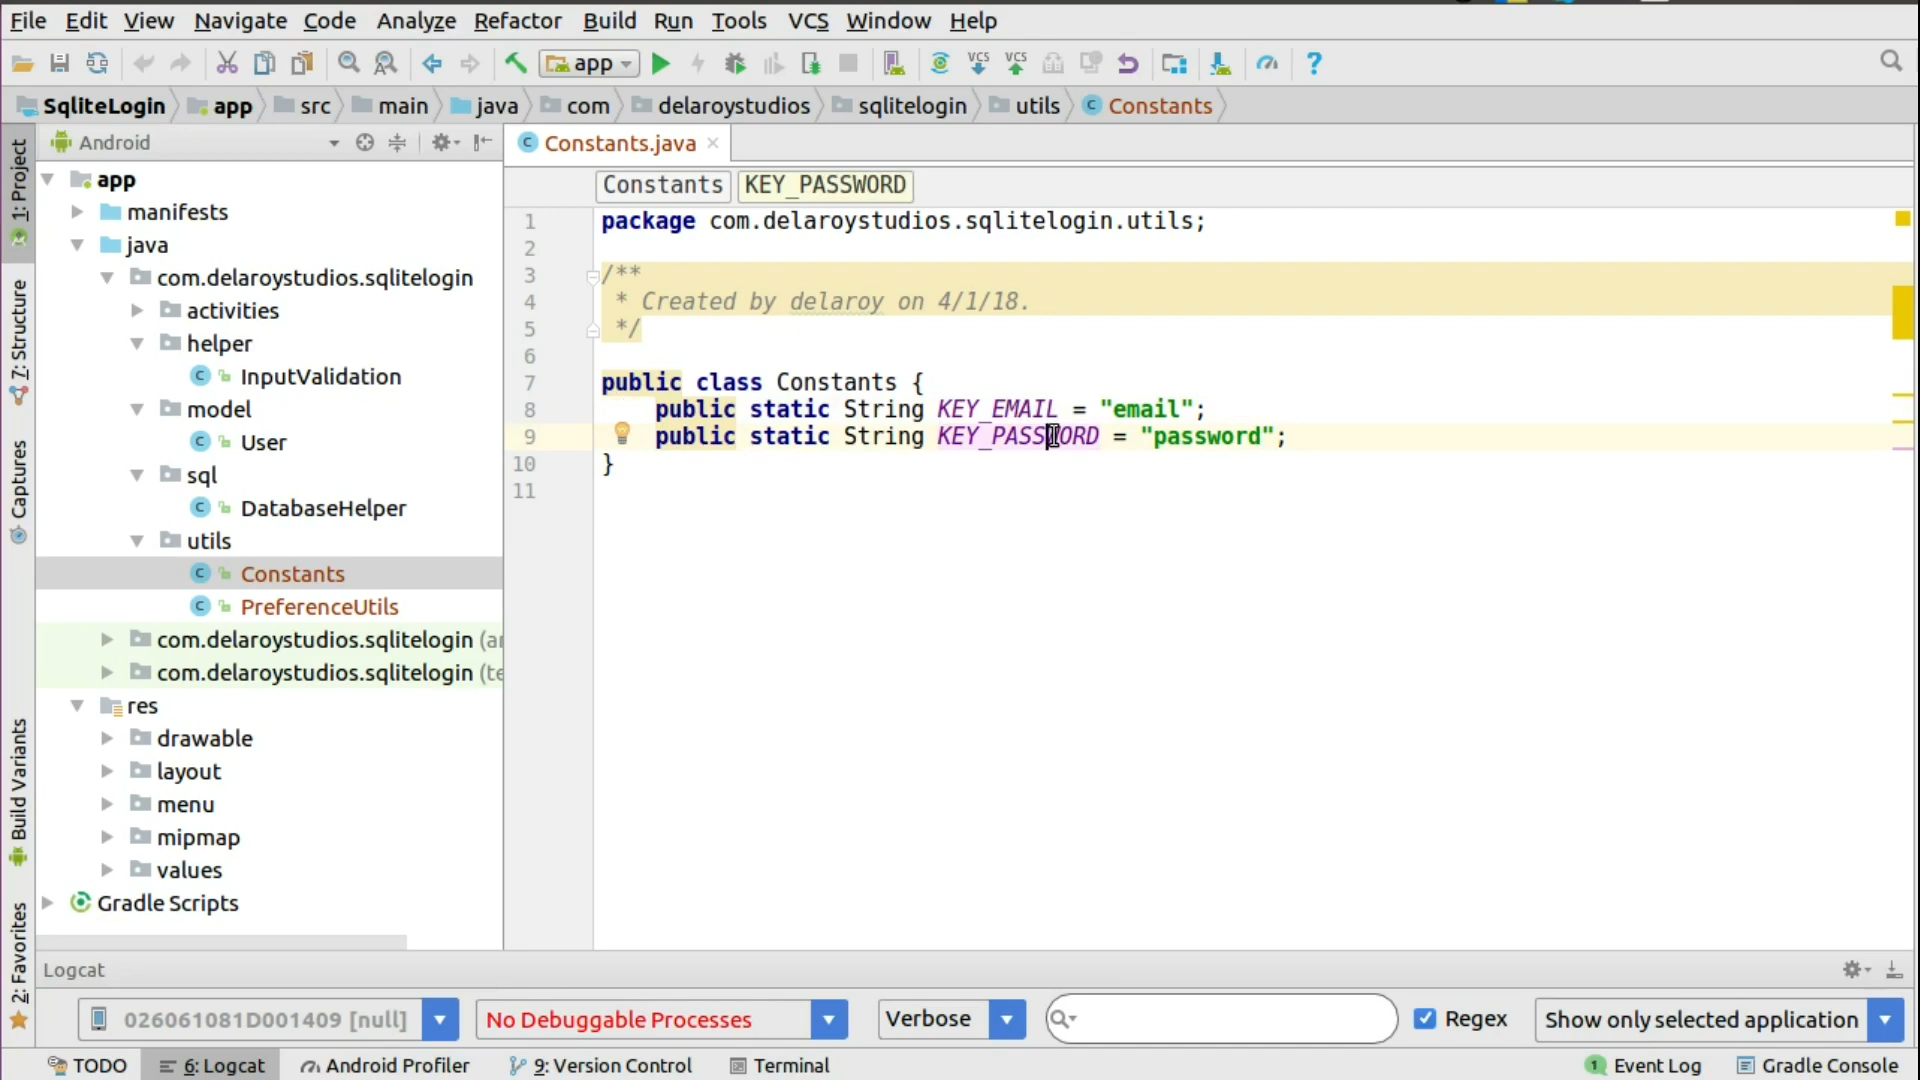 File Edit View Navigate Code Analyze Refactor Build Run Tools VCS Window Help
app VCS VCS ?
SqliteLogin app src main java com delaroystudios sqlitelogin utils C Constants
Android
C Constants.java
app
manifests
java
com.delaroystudios.sqlitelogin
activities
helper
C InputValidation
model
C User
sql
C DatabaseHelper
utils
C Constants
C PreferenceUtils
com.delaroystudios.sqlitelogin
com.delaroystudios.sqlitelogin (te
res
drawable
layout
menu
mipmap
values
Gradle Scripts
1: Project
7: Structure
Captures
Build Variants
2: Favorites
Constants KEY_PASSWORD
1 package com.delaroystudios.sqlitelogin.utils;
2
3 /**
4 * Created by delaroy on 4/1/18.
5 */
6
7 public class Constants {
8 public static String KEY_EMAIL = "email";
9 public static String KEY_PASSWORD = "password";
10 }
11
Logcat
026061081D001409 [null] No Debuggable Processes Verbose Regex Show only selected application
TODO 6: Logcat Android Profiler 9: Version Control Terminal 1 Event Log Gradle Console